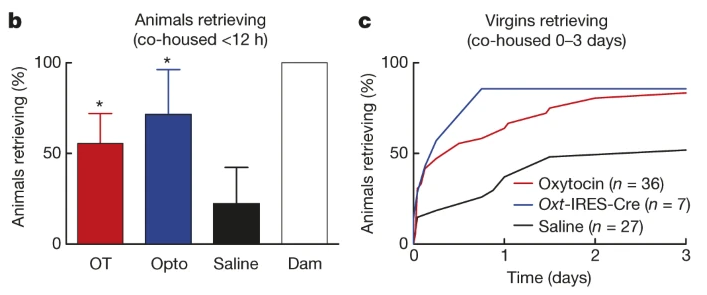 b
Animals retrieving
(co-housed <12 h)
Animals retrieving (%)
100
50
0
*
*
OT
Opto
Saline
Dam
c
Virgins retrieving
(co-housed 0–3 days)
Animals retrieving (%)
100
50
0
Oxytocin (n = 36)
Oxt-IRES-Cre (n = 7)
Saline (n = 27)
0
1
2
3
Time (days)